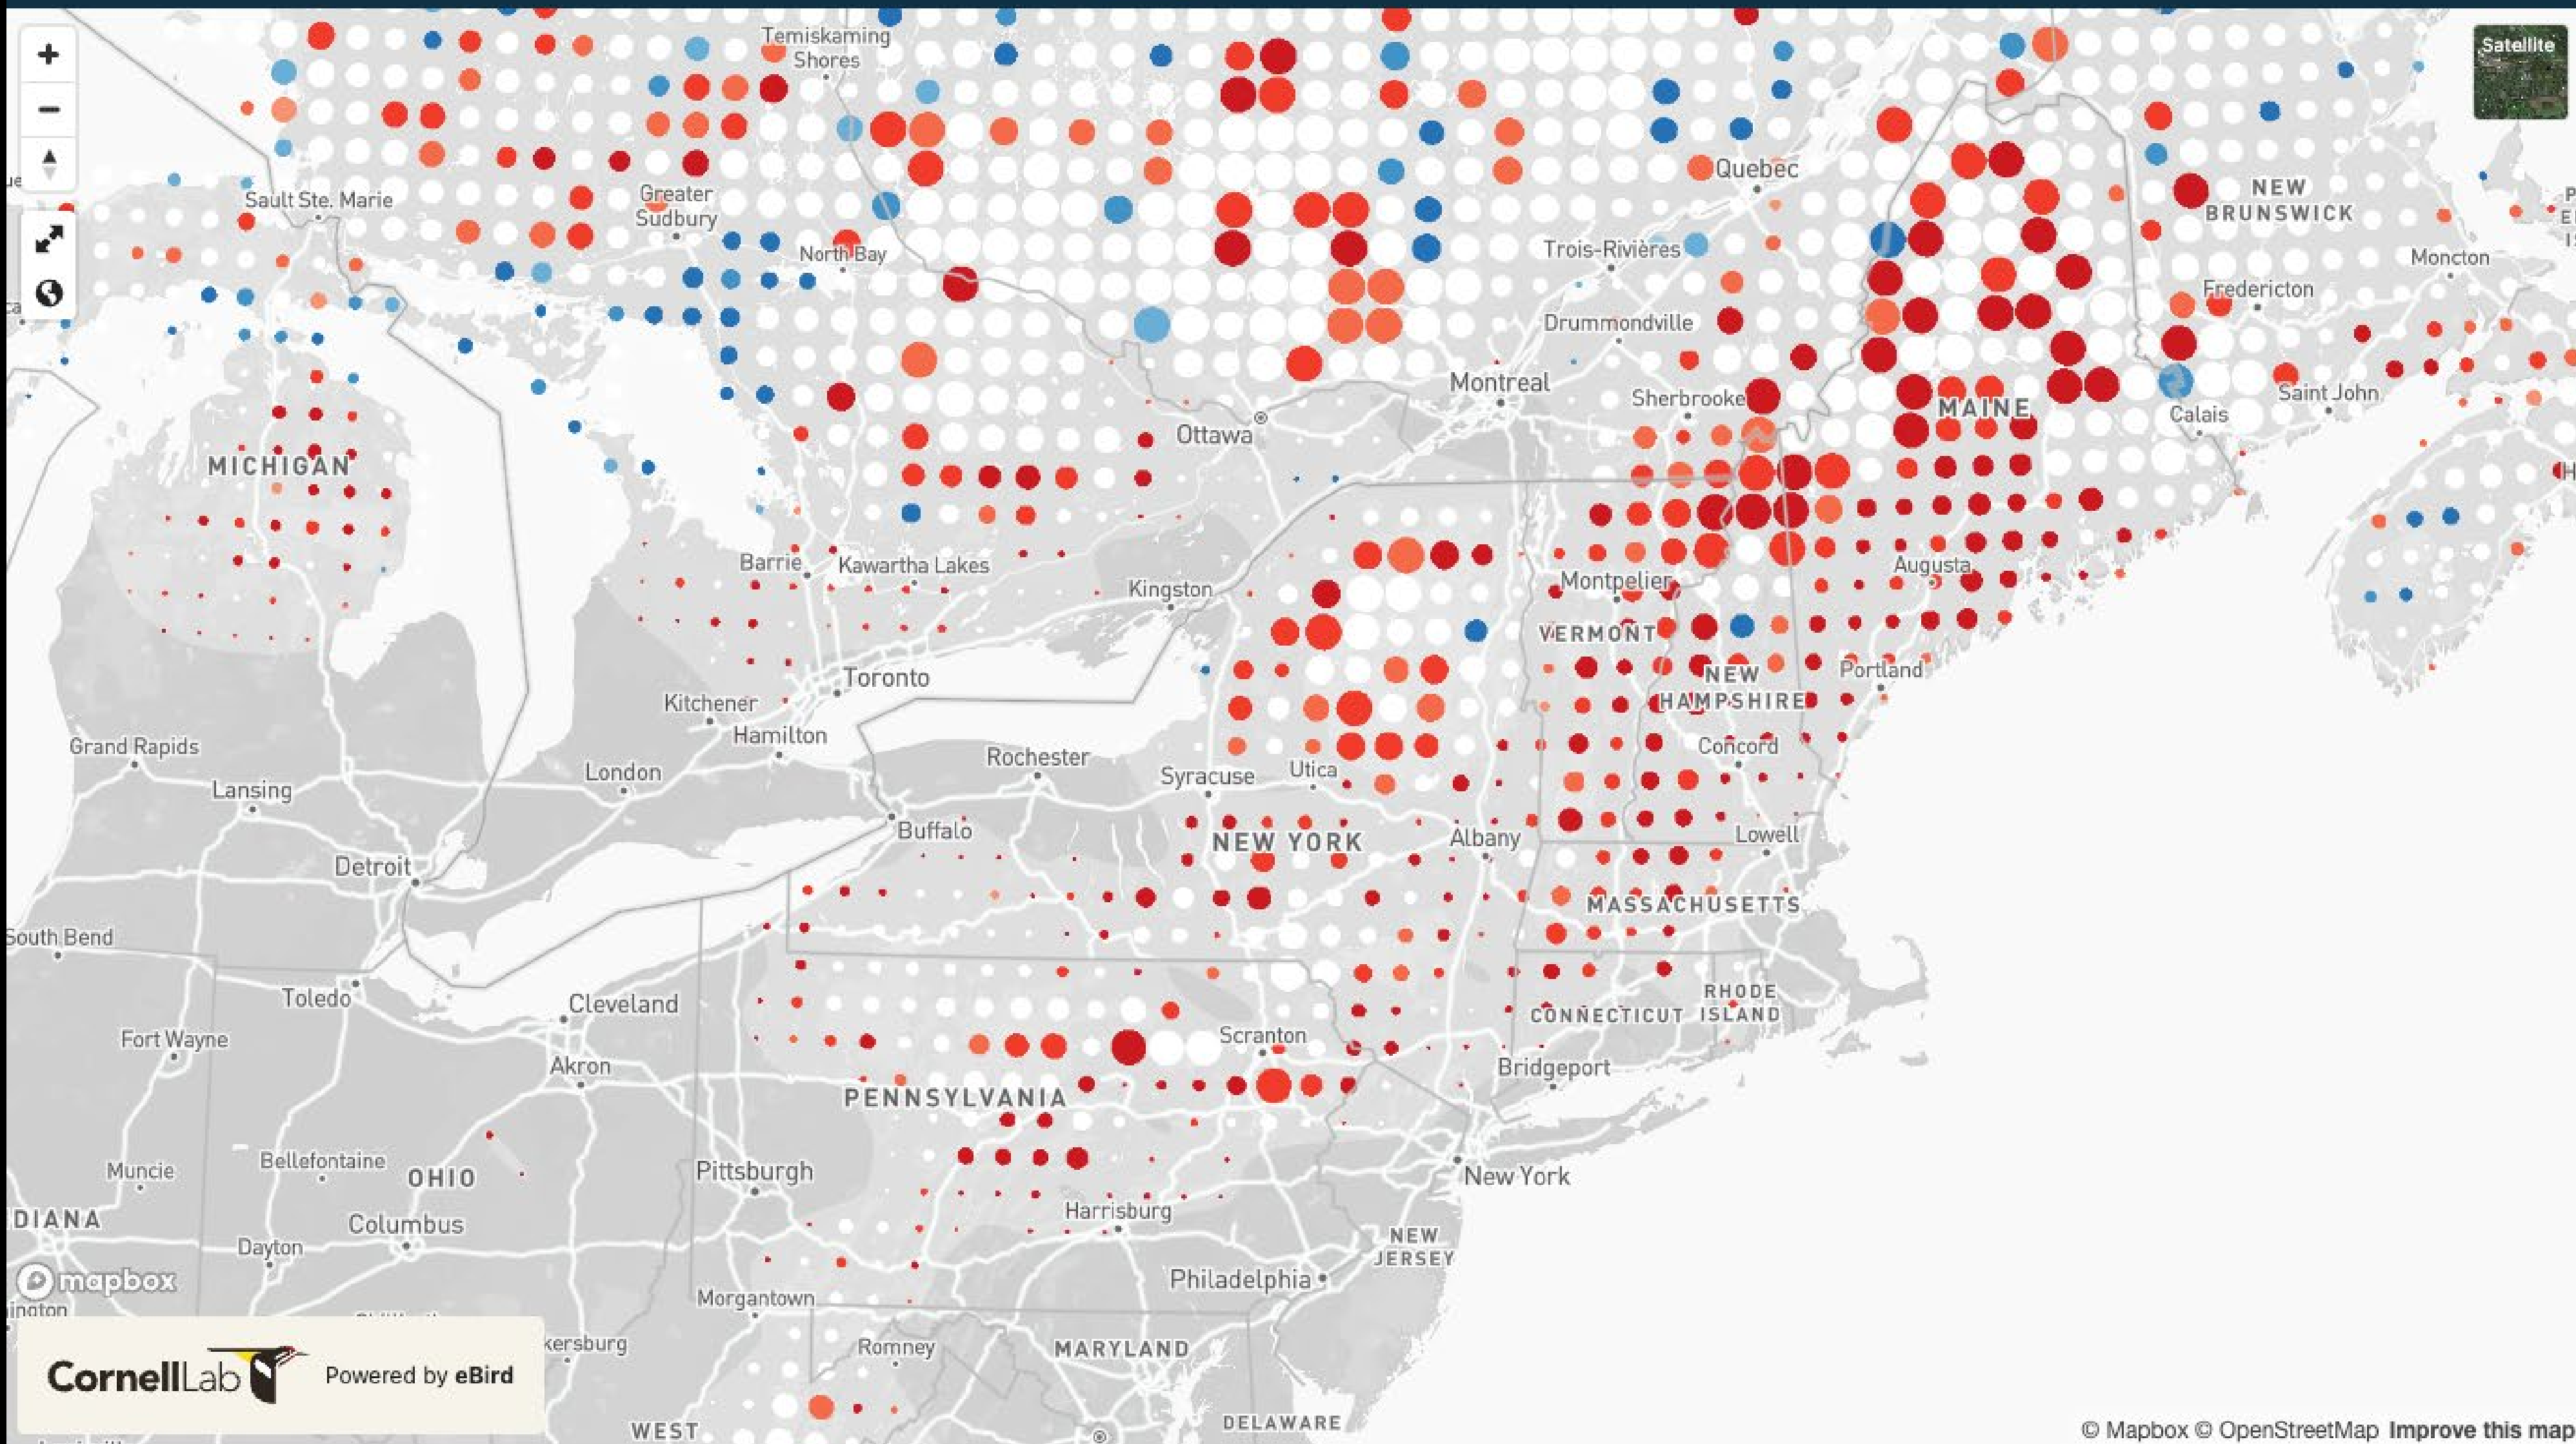 Temiskaming
Shores
Satellite
Quebec
NEW
BRUNSWICK
Sault Ste. Marie
Greater
Sudbury
North Bay
Trois-Rivières
Moncton
Fredericton
Drummondville
Montreal
Sherbrooke
MAINE
Saint John
Calais
Ottawa
MICHIGAN
Barrie
Kawartha Lakes
Kingston
Montpelier
Augusta
VERMONT
Toronto
NEW
HAMPSHIRE
Portland
Kitchener
Hamilton
Grand Rapids
Rochester
Concord
London
Syracuse
Utica
Lansing
Buffalo
NEW YORK
Albany
Lowell
Detroit
MASSACHUSETTS
South Bend
Toledo
Cleveland
RHODE
ISLAND
CONNECTICUT
Fort Wayne
Scranton
Akron
Bridgeport
PENNSYLVANIA
Muncie
Bellefontaine
OHIO
Pittsburgh
New York
DIANA
Columbus
Harrisburg
Dayton
NEW
JERSEY
mapbox
Philadelphia
Morgantown
ington
kersburg
Romney
MARYLAND
CornellLab
Powered by eBird
WEST
DELAWARE
© Mapbox © OpenStreetMap Improve this map